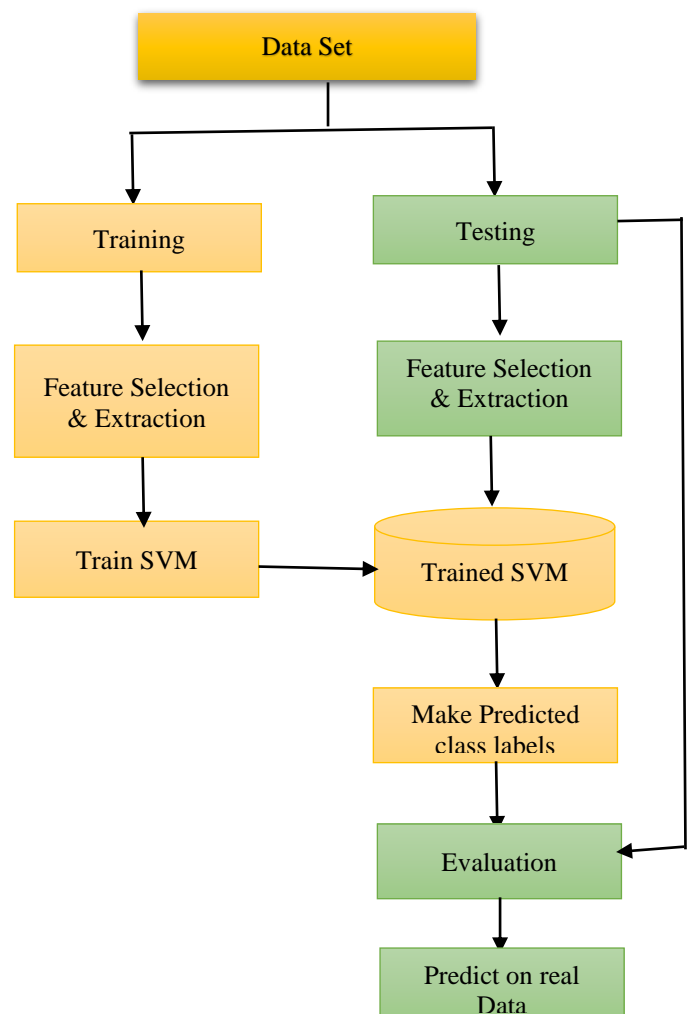 Data Set
Training
Testing
Feature Selection
& Extraction
Feature Selection
& Extraction
Train SVM
Trained SVM
Make Predicted
class labels
Evaluation
Predict on real
Data